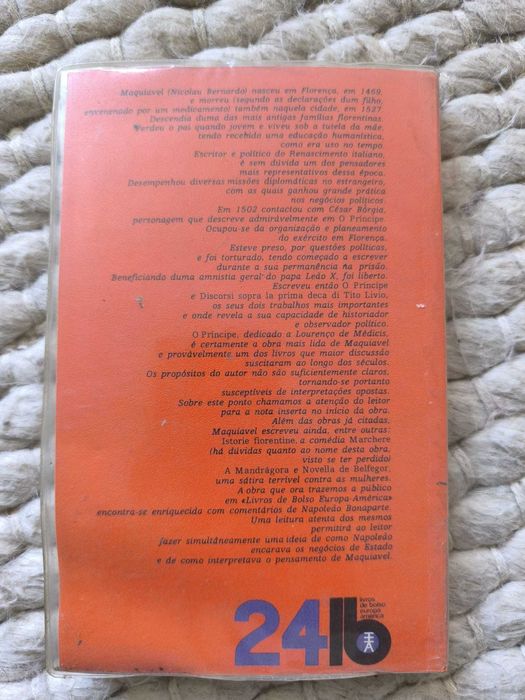 Maquiavel (Nicolau Bernardo) nasceu em Florença, em 1469,
e morreu (segundo as declarações dum filho,
envenenado por um medicamento) também naquela cidade, em 1527.
Descendia duma das mais antigas famílias florentinas.
Perdeu o pai quando jovem e viveu sob a tutela da mãe,
tendo recebido uma educação humanística,
como era uso no tempo.
Escritor e político do Renascimento italiano,
é sem dúvida um dos pensadores
mais representativos dessa época.
Desempenhou diversas missões diplomáticas no estrangeiro,
com as quais ganhou grande prática
nos negócios políticos.
Em 1502 contactou com César Bórgia,
personagem que descreve admiràvelmente em O Príncipe.
Ocupou-se da organização e planeamento
do exército em Florença.
Esteve preso, por questões políticas,
e foi torturado, tendo começado a escrever
durante a sua permanência na prisão.
Beneficiando duma amnistia geral do papa Leão X, foi liberto.
Escreveu então O Príncipe
e Discorsi sopra la prima deca di Tito Livio,
os seus dois trabalhos mais importantes
e onde revela a sua capacidade de historiador
e observador político.
O Príncipe, dedicado a Lourenço de Médicis,
é certamente a obra mais lida de Maquiavel
e provàvelmente um dos livros que maior discussão
suscitaram ao longo dos séculos.
Os propósitos do autor não são suficientemente claros,
tornando-se portanto
susceptíveis de interpretações opostas.
Sobre este ponto chamamos a atenção do leitor
para a nota inserta no início da obra.
Além das obras já citadas,
Maquiavel escreveu ainda, entre outras:
Istorie fiorentine, a comédia Marchere
(há dúvidas quanto ao nome desta obra,
visto se ter perdido)
A Mandrágora e Novella de Belfegor,
uma sátira terrível contra as mulheres.
A obra que ora trazemos a público
em «Livros de Bolso Europa América»
encontra-se enriquecida com comentários de Napoleão Bonaparte.
Uma leitura atenta dos mesmos
permitirá ao leitor
fazer simultâneamente uma ideia de como Napoleão
encarava os negócios de Estado
e de como interpretava o pensamento de Maquiavel.
24 lb
livros
de bolso
europa
américa
EA